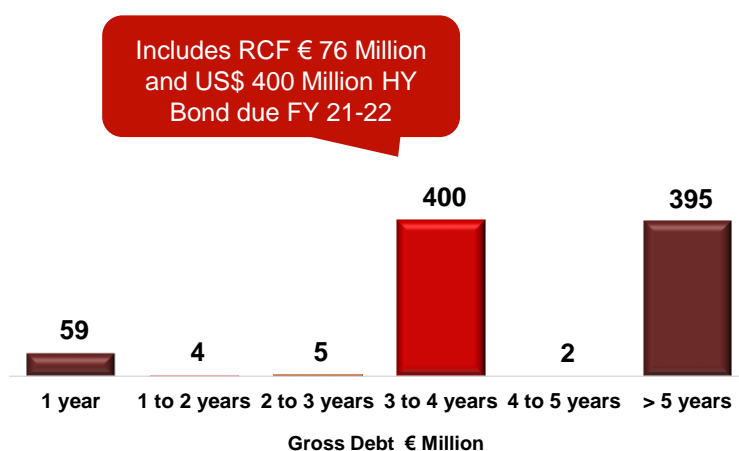 Includes RCF € 76 Million
and US$ 400 Million HY
Bond due FY 21-22
400
395
59
4
5
2
1 year
1 to 2 years
2 to 3 years
3 to 4 years
4 to 5 years
> 5 years
Gross Debt € Million